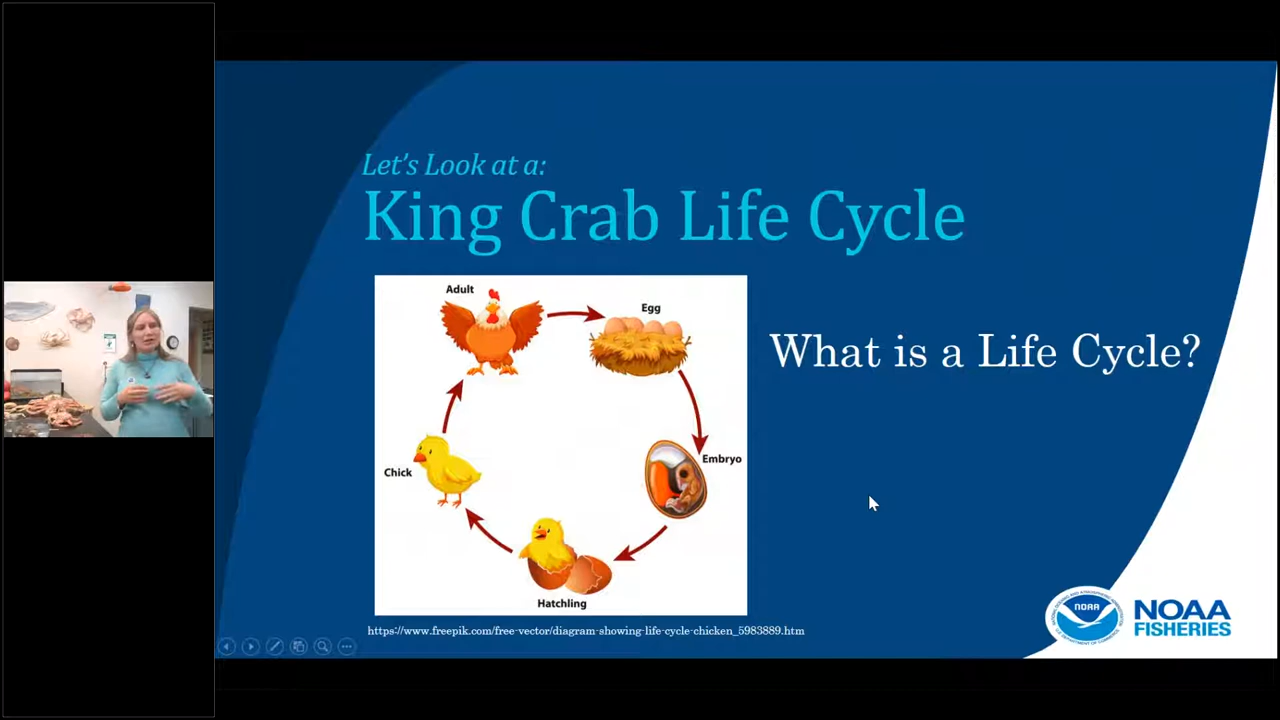 Let's Look at a:
King Crab Life Cycle
Adult
Egg
What is a Life Cycle?
Embryo
Chick
Hatchling
https://www.freepik.com/free-vector/diagram-showing-life-cycle-chicken_5983889.htm
NOAA
NOAA
FISHERIES